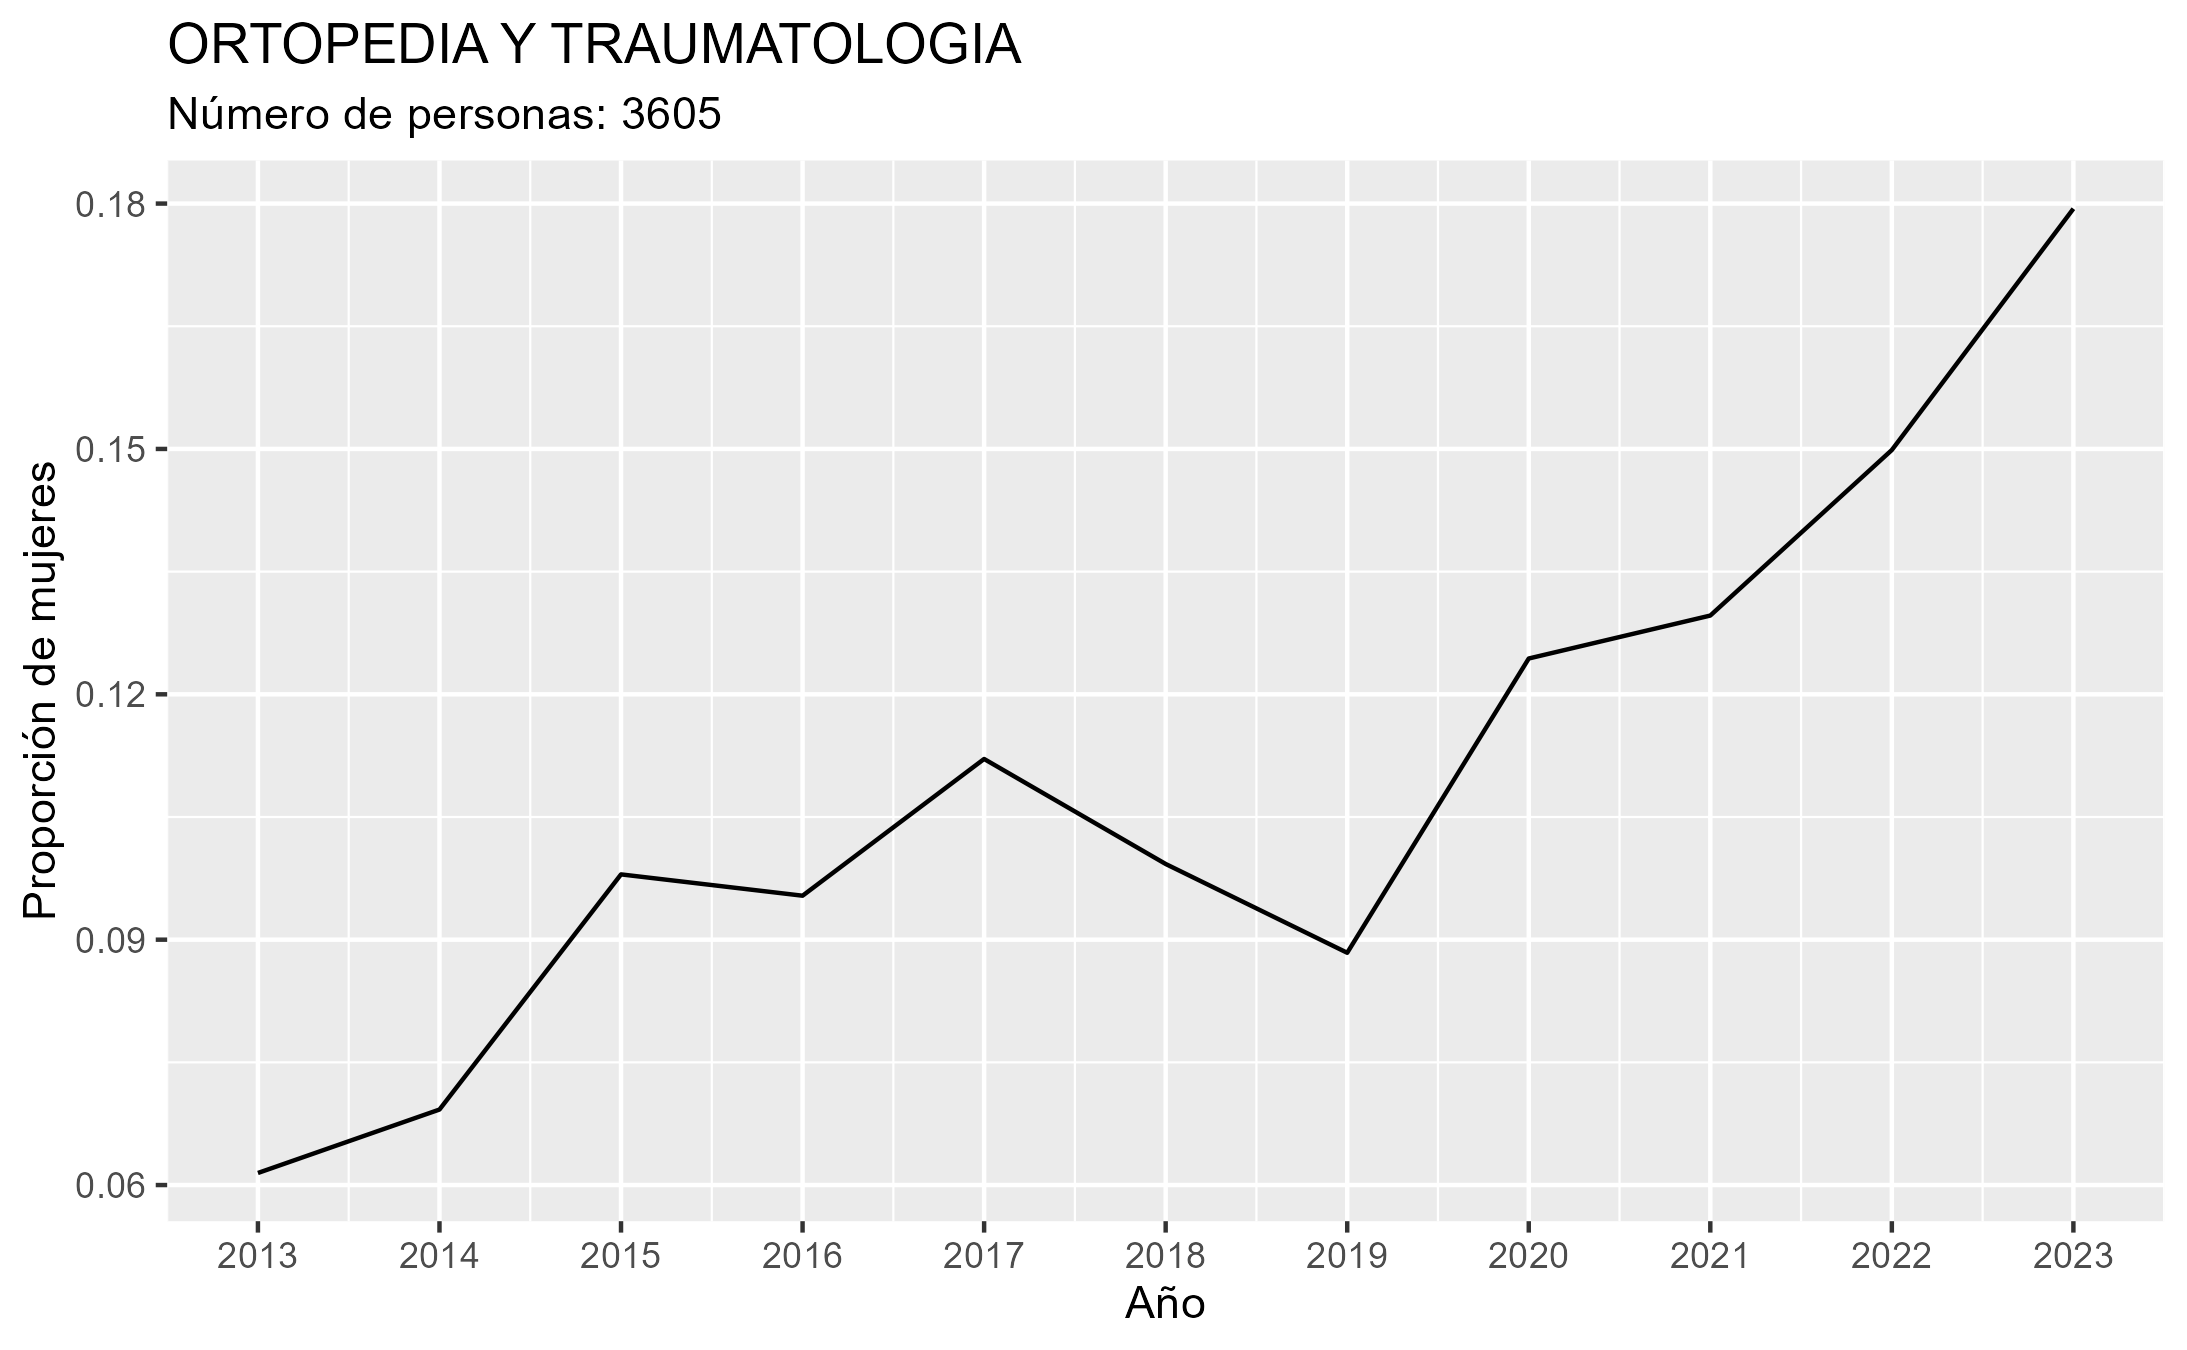 ORTOPEDIA Y TRAUMATOLOGIA
Número de personas: 3605
Proporción de mujeres
0.18
0.15
0.12
0.09
0.06
2013 2014 2015 2016 2017 2018 2019 2020 2021 2022 2023
Año